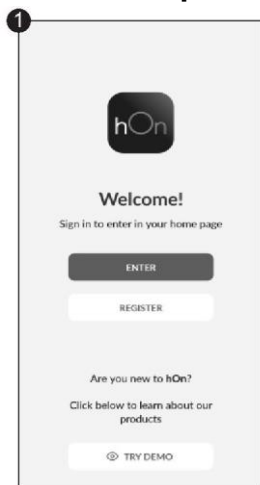 1
hOn
Welcome!
Sign in to enter in your home page
ENTER
REGISTER
Are you new to hOn?
Click below to learn about our
products
TRY DEMO